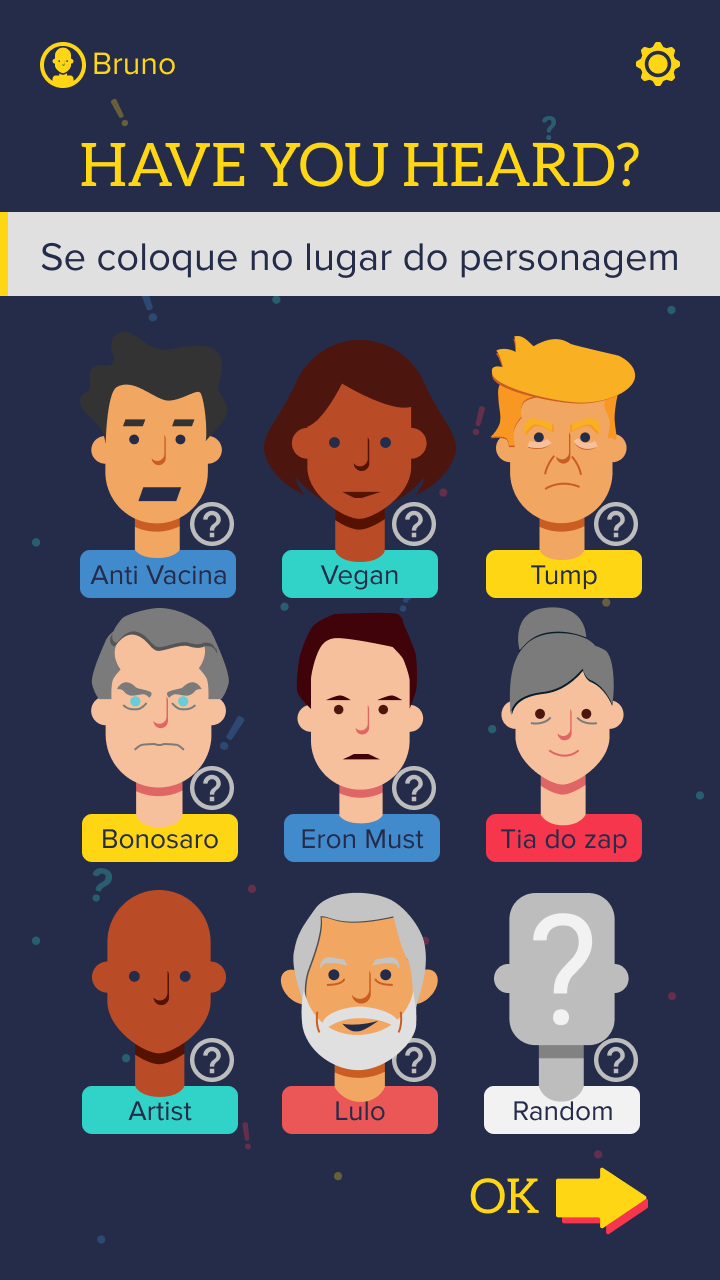 Bruno
HAVE YOU HEARD?
Se coloque no lugar do personagem
?
?
?
Anti Vacina
Vegan
Tump
?
?
Bonosaro
Eron Must
Tia do zap
?
?
?
?
Artist
Lulo
Random
OK